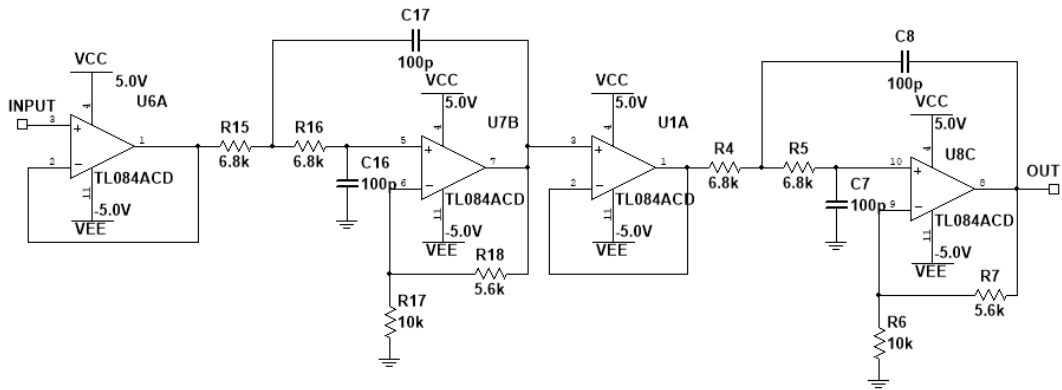 INPUT
VCC
5.0V
U6A
3
2
4
1
11
TL084ACD
-5.0V
VEE
R15
6.8k
R16
6.8k
C17
100p
C16
100p
VCC
5.0V
U7B
5
6
4
7
11
TL084ACD
-5.0V
VEE
R18
5.6k
R17
10k
VCC
5.0V
U1A
3
2
4
1
11
TL084ACD
-5.0V
VEE
R4
6.8k
R5
6.8k
C8
100p
C7
100p
VCC
5.0V
U8C
10
9
4
8
11
TL084ACD
-5.0V
VEE
R7
5.6k
R6
10k
OUT